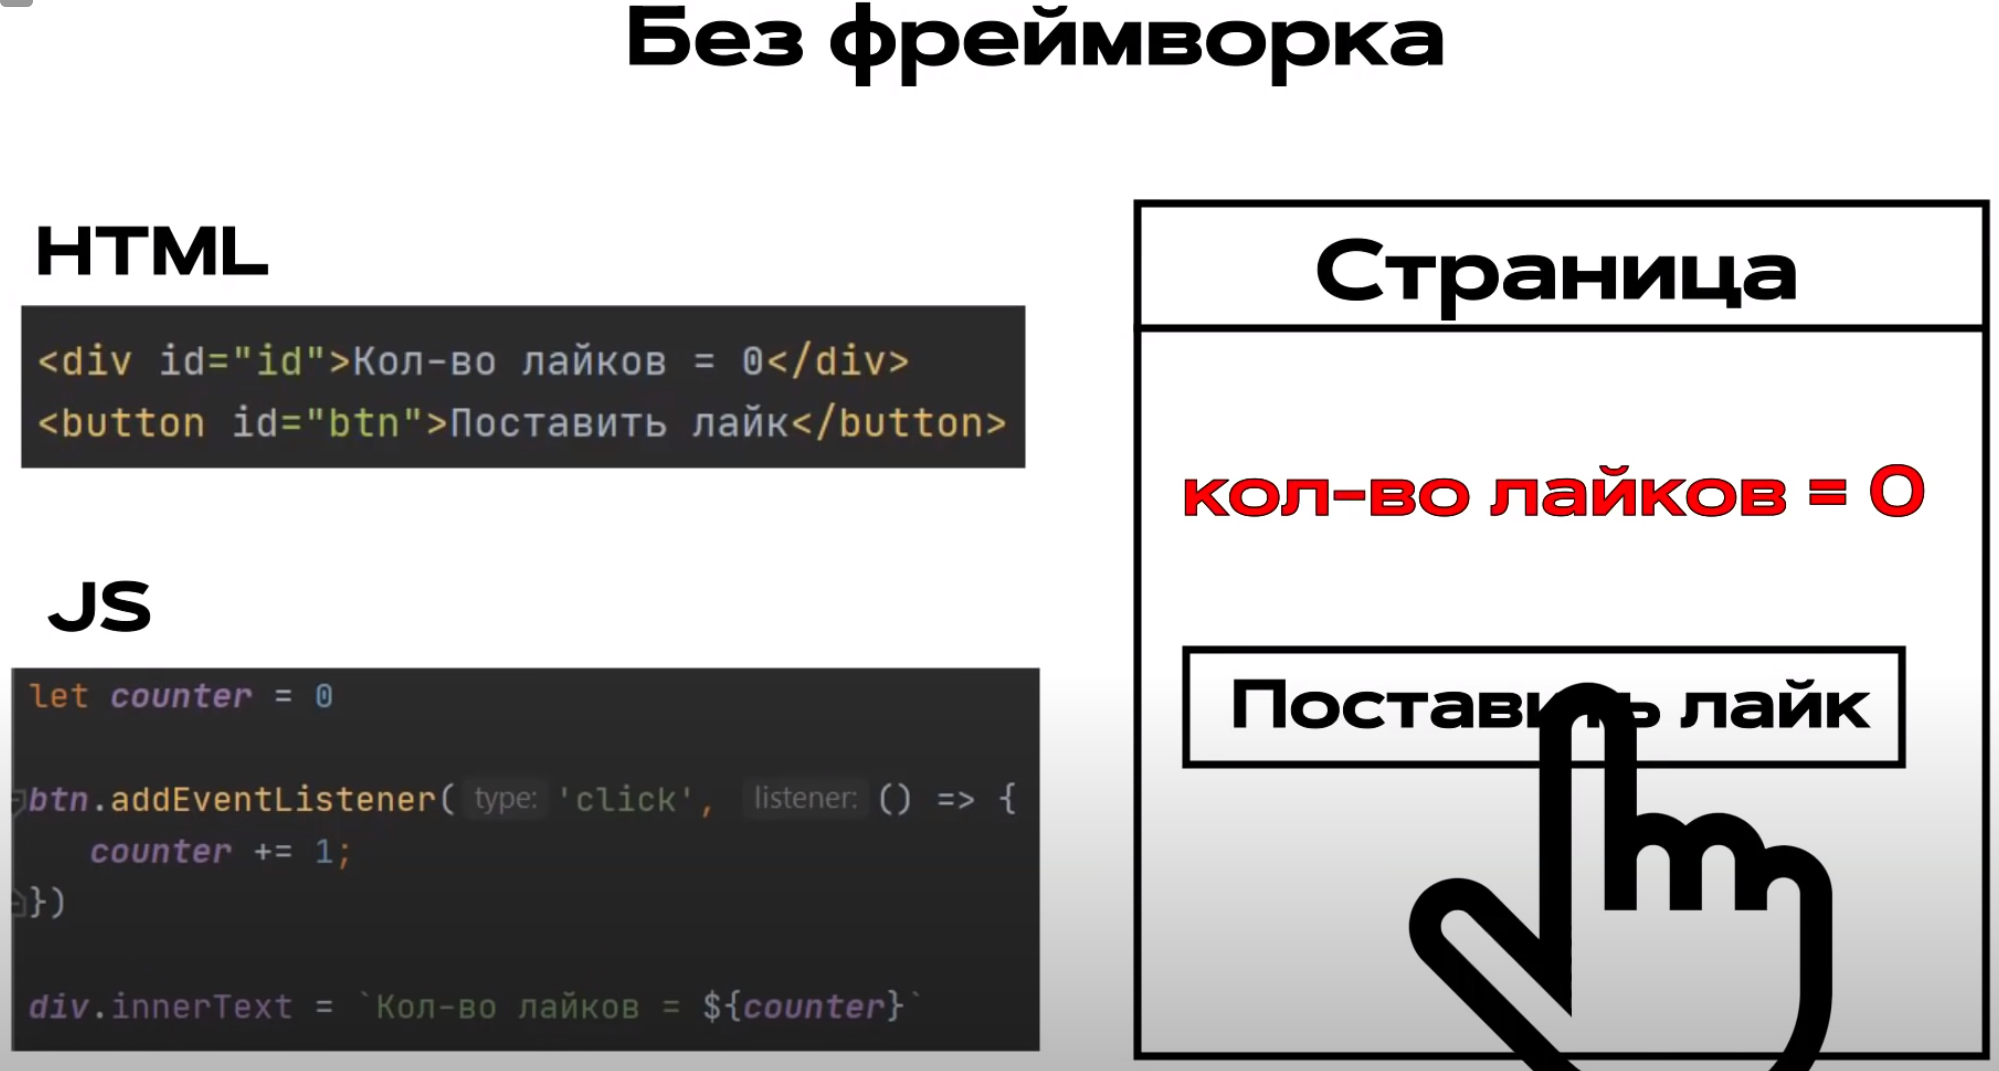 Без фреймворка
HTML
<div id="id">Кол-во лайков = 0</div>
<button id="btn">Поставить лайк</button>
JS
let counter = 0
btn.addEventListener( type: 'click', listener: () => {
counter += 1;
})
div.innerText = `Кол-во лайков = ${counter}`
Страница
кол-во лайков = 0
Поставить лайк